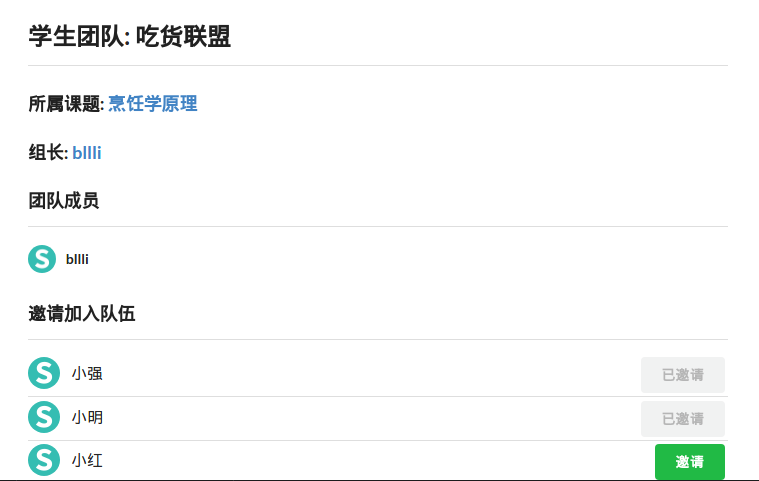 学生团队: 吃货联盟
所属课题: 烹饪学原理
组长: bllli
团队成员
S bllli
邀请加入队伍
S 小强 已邀请
S 小明 已邀请
S 小红 邀请